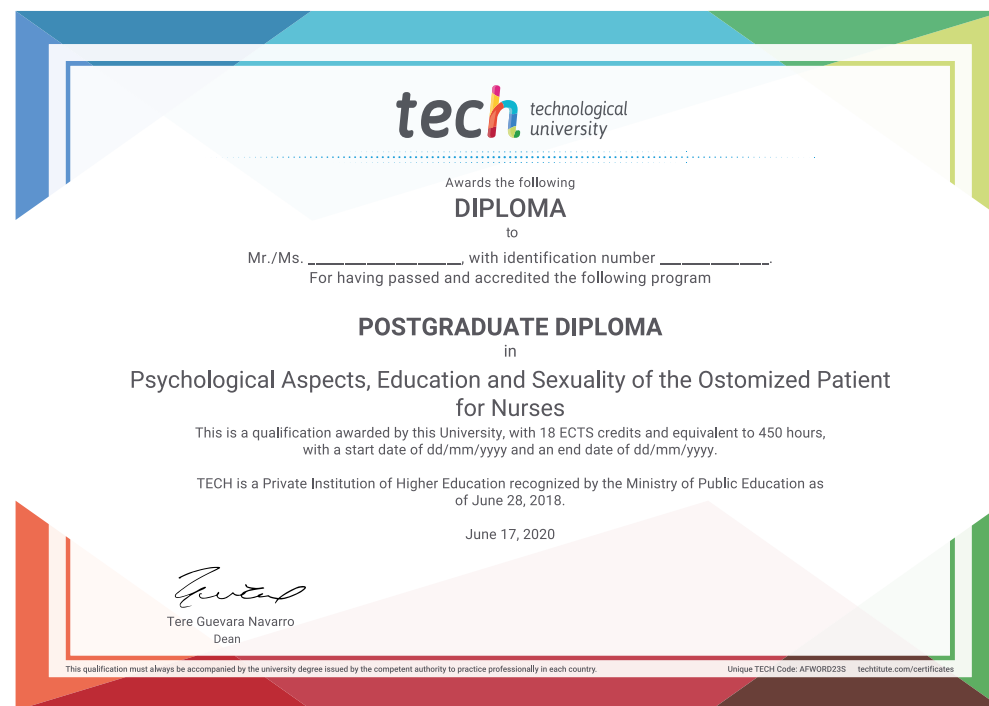 tech technological
university
Awards the following
DIPLOMA
to
Mr./Ms. ____________________, with identification number ______________.
For having passed and accredited the following program
POSTGRADUATE DIPLOMA
in
Psychological Aspects, Education and Sexuality of the Ostomized Patient
for Nurses
This is a qualification awarded by this University, with 18 ECTS credits and equivalent to 450 hours,
with a start date of dd/mm/yyyy and an end date of dd/mm/yyyy.
TECH is a Private Institution of Higher Education recognized by the Ministry of Public Education as
of June 28, 2018.
June 17, 2020
Tere Guevara Navarro
Dean
This qualification must always be accompanied by the university degree issued by the competent authority to practice professionally in each country.
Unique TECH Code: AFWORD23S techtitute.com/certificates